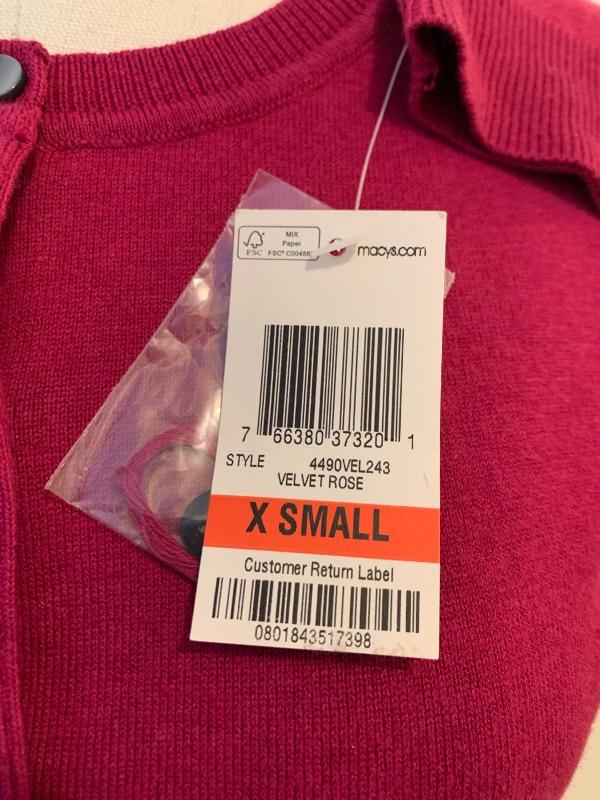 MIX
Paper
FSC
FSC® C00488
macys.com
7 66380 37320 1
STYLE 4490VEL243
VELVET ROSE
X SMALL
Customer Return Label
0801843517398